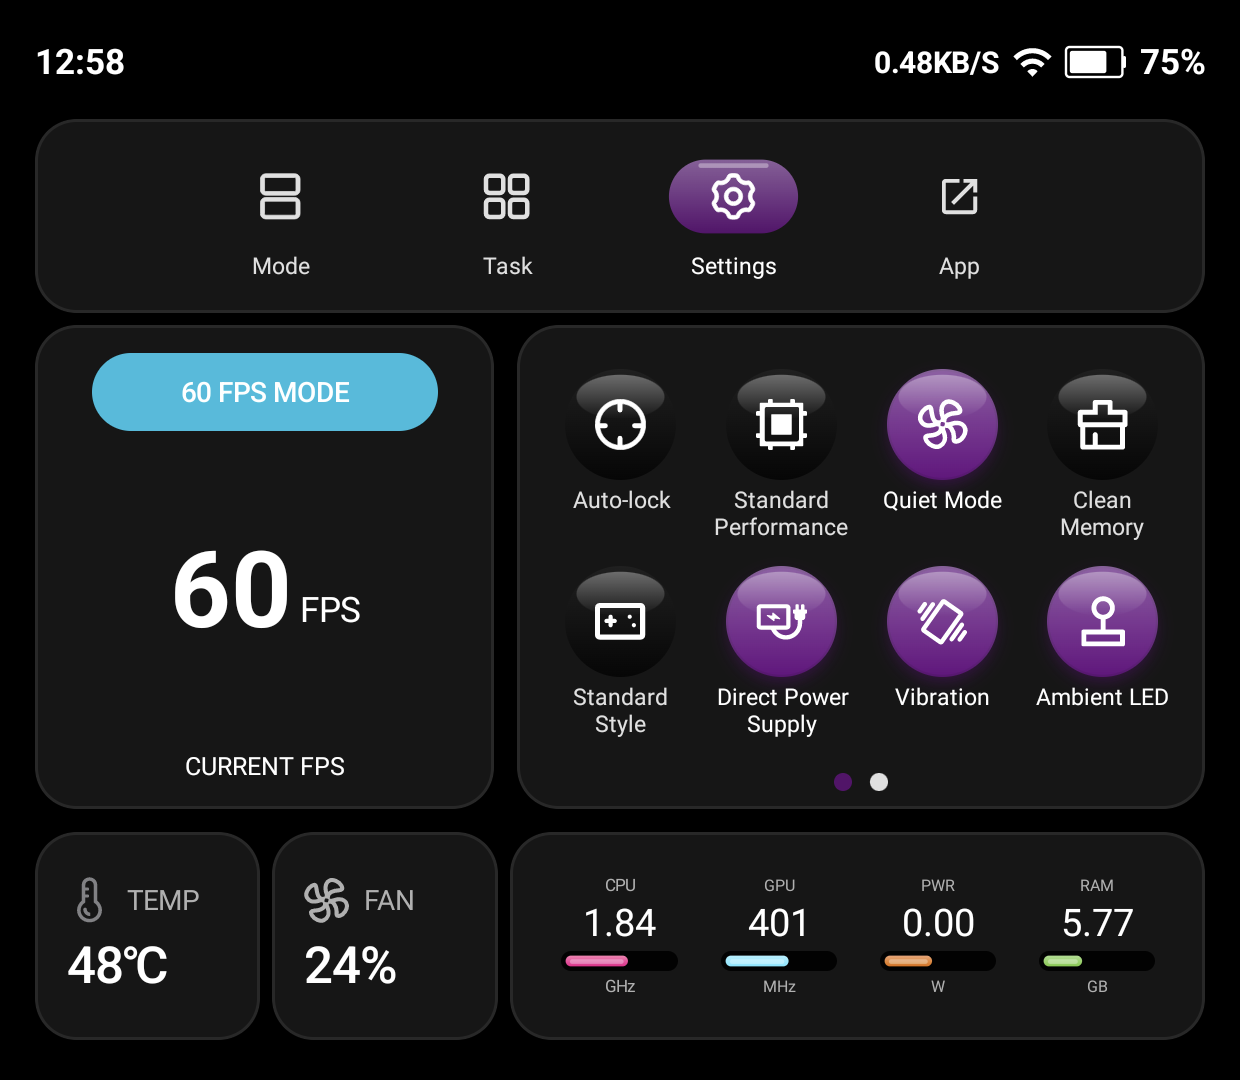 12:58
0.48KB/S
75%
Mode
Task
Settings
App
60 FPS MODE
60 FPS
CURRENT FPS
Auto-lock
Standard
Performance
Quiet Mode
Clean
Memory
Standard
Style
Direct Power
Supply
Vibration
Ambient LED
TEMP
48℃
FAN
24%
CPU
1.84
GHz
GPU
401
MHz
PWR
0.00
W
RAM
5.77
GB